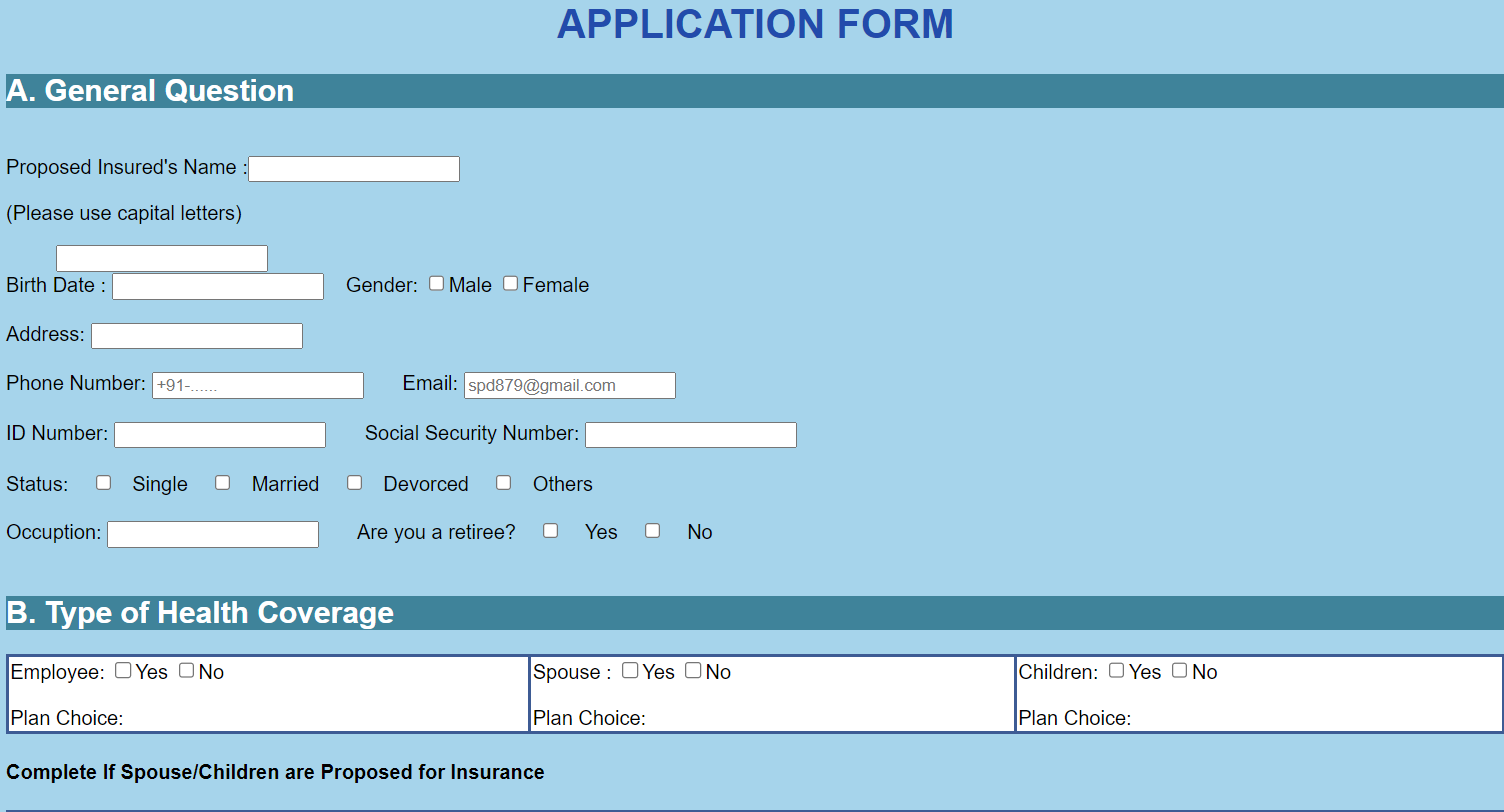 APPLICATION FORM
A. General Question
Proposed Insured's Name :
(Please use capital letters)
Birth Date : Gender: Male Female
Address:
Phone Number: +91-...... Email: spd879@gmail.com
ID Number: Social Security Number:
Status: Single Married Devorced Others
Occuption: Are you a retiree? Yes No
B. Type of Health Coverage
Employee: Yes No Spouse : Yes No Children: Yes No
Plan Choice: Plan Choice: Plan Choice:
Complete If Spouse/Children are Proposed for Insurance